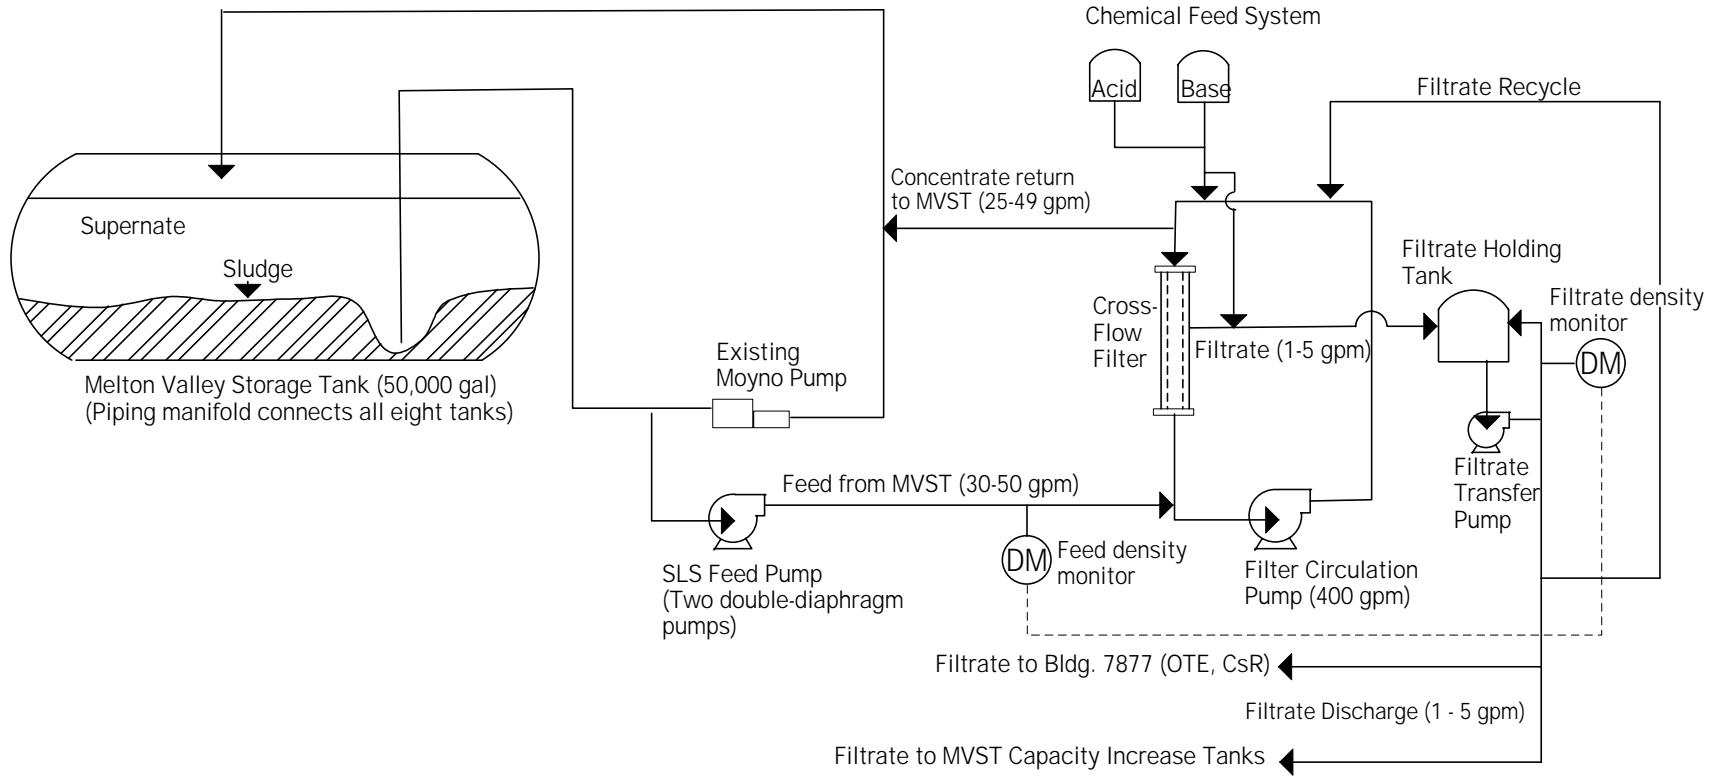 Chemical Feed System
Acid
Base
Filtrate Recycle
Concentrate return
to MVST (25-49 gpm)
Supernate
Sludge
Filtrate Holding
Tank
Filtrate density
monitor
DM
Cross-
Flow
Filter
Filtrate (1-5 gpm)
Existing
Moyno Pump
Melton Valley Storage Tank (50,000 gal)
(Piping manifold connects all eight tanks)
Filtrate
Transfer
Pump
Feed from MVST (30-50 gpm)
DM
Feed density
monitor
SLS Feed Pump
(Two double-diaphragm
pumps)
Filter Circulation
Pump (400 gpm)
Filtrate to Bldg. 7877 (OTE, CsR)
Filtrate Discharge (1 - 5 gpm)
Filtrate to MVST Capacity Increase Tanks